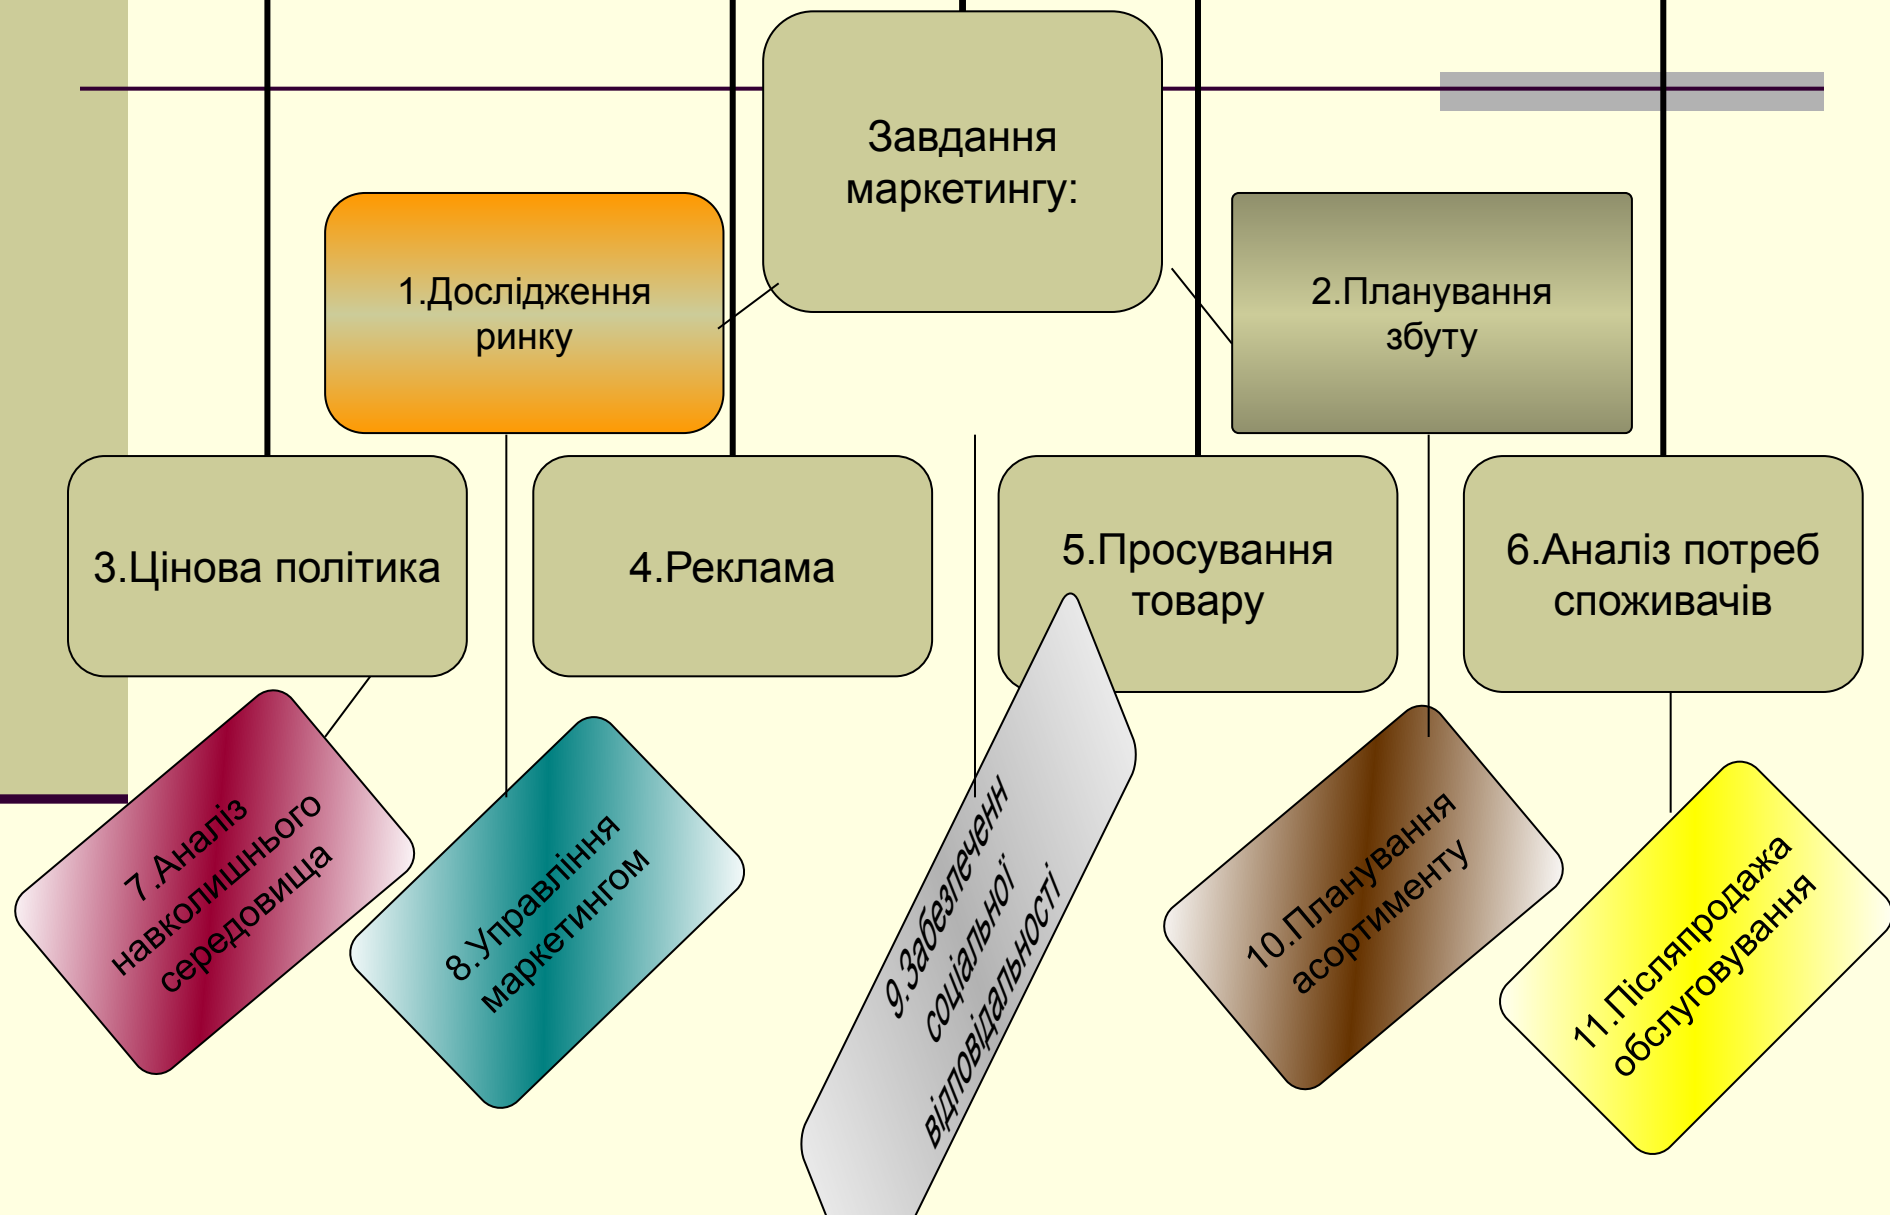 Завдання
маркетингу:
1.Дослідження
ринку
2.Планування
збуту
3.Цінова політика
4.Реклама
5.Просування
товару
6.Аналіз потреб
споживачів
7.Аналіз
навколишнього
середовища
8.Управління
маркетингом
9.Забезпеченн
соціальної
відповідальності
10.Планування
асортименту
11.Післяпродажа
обслуговування